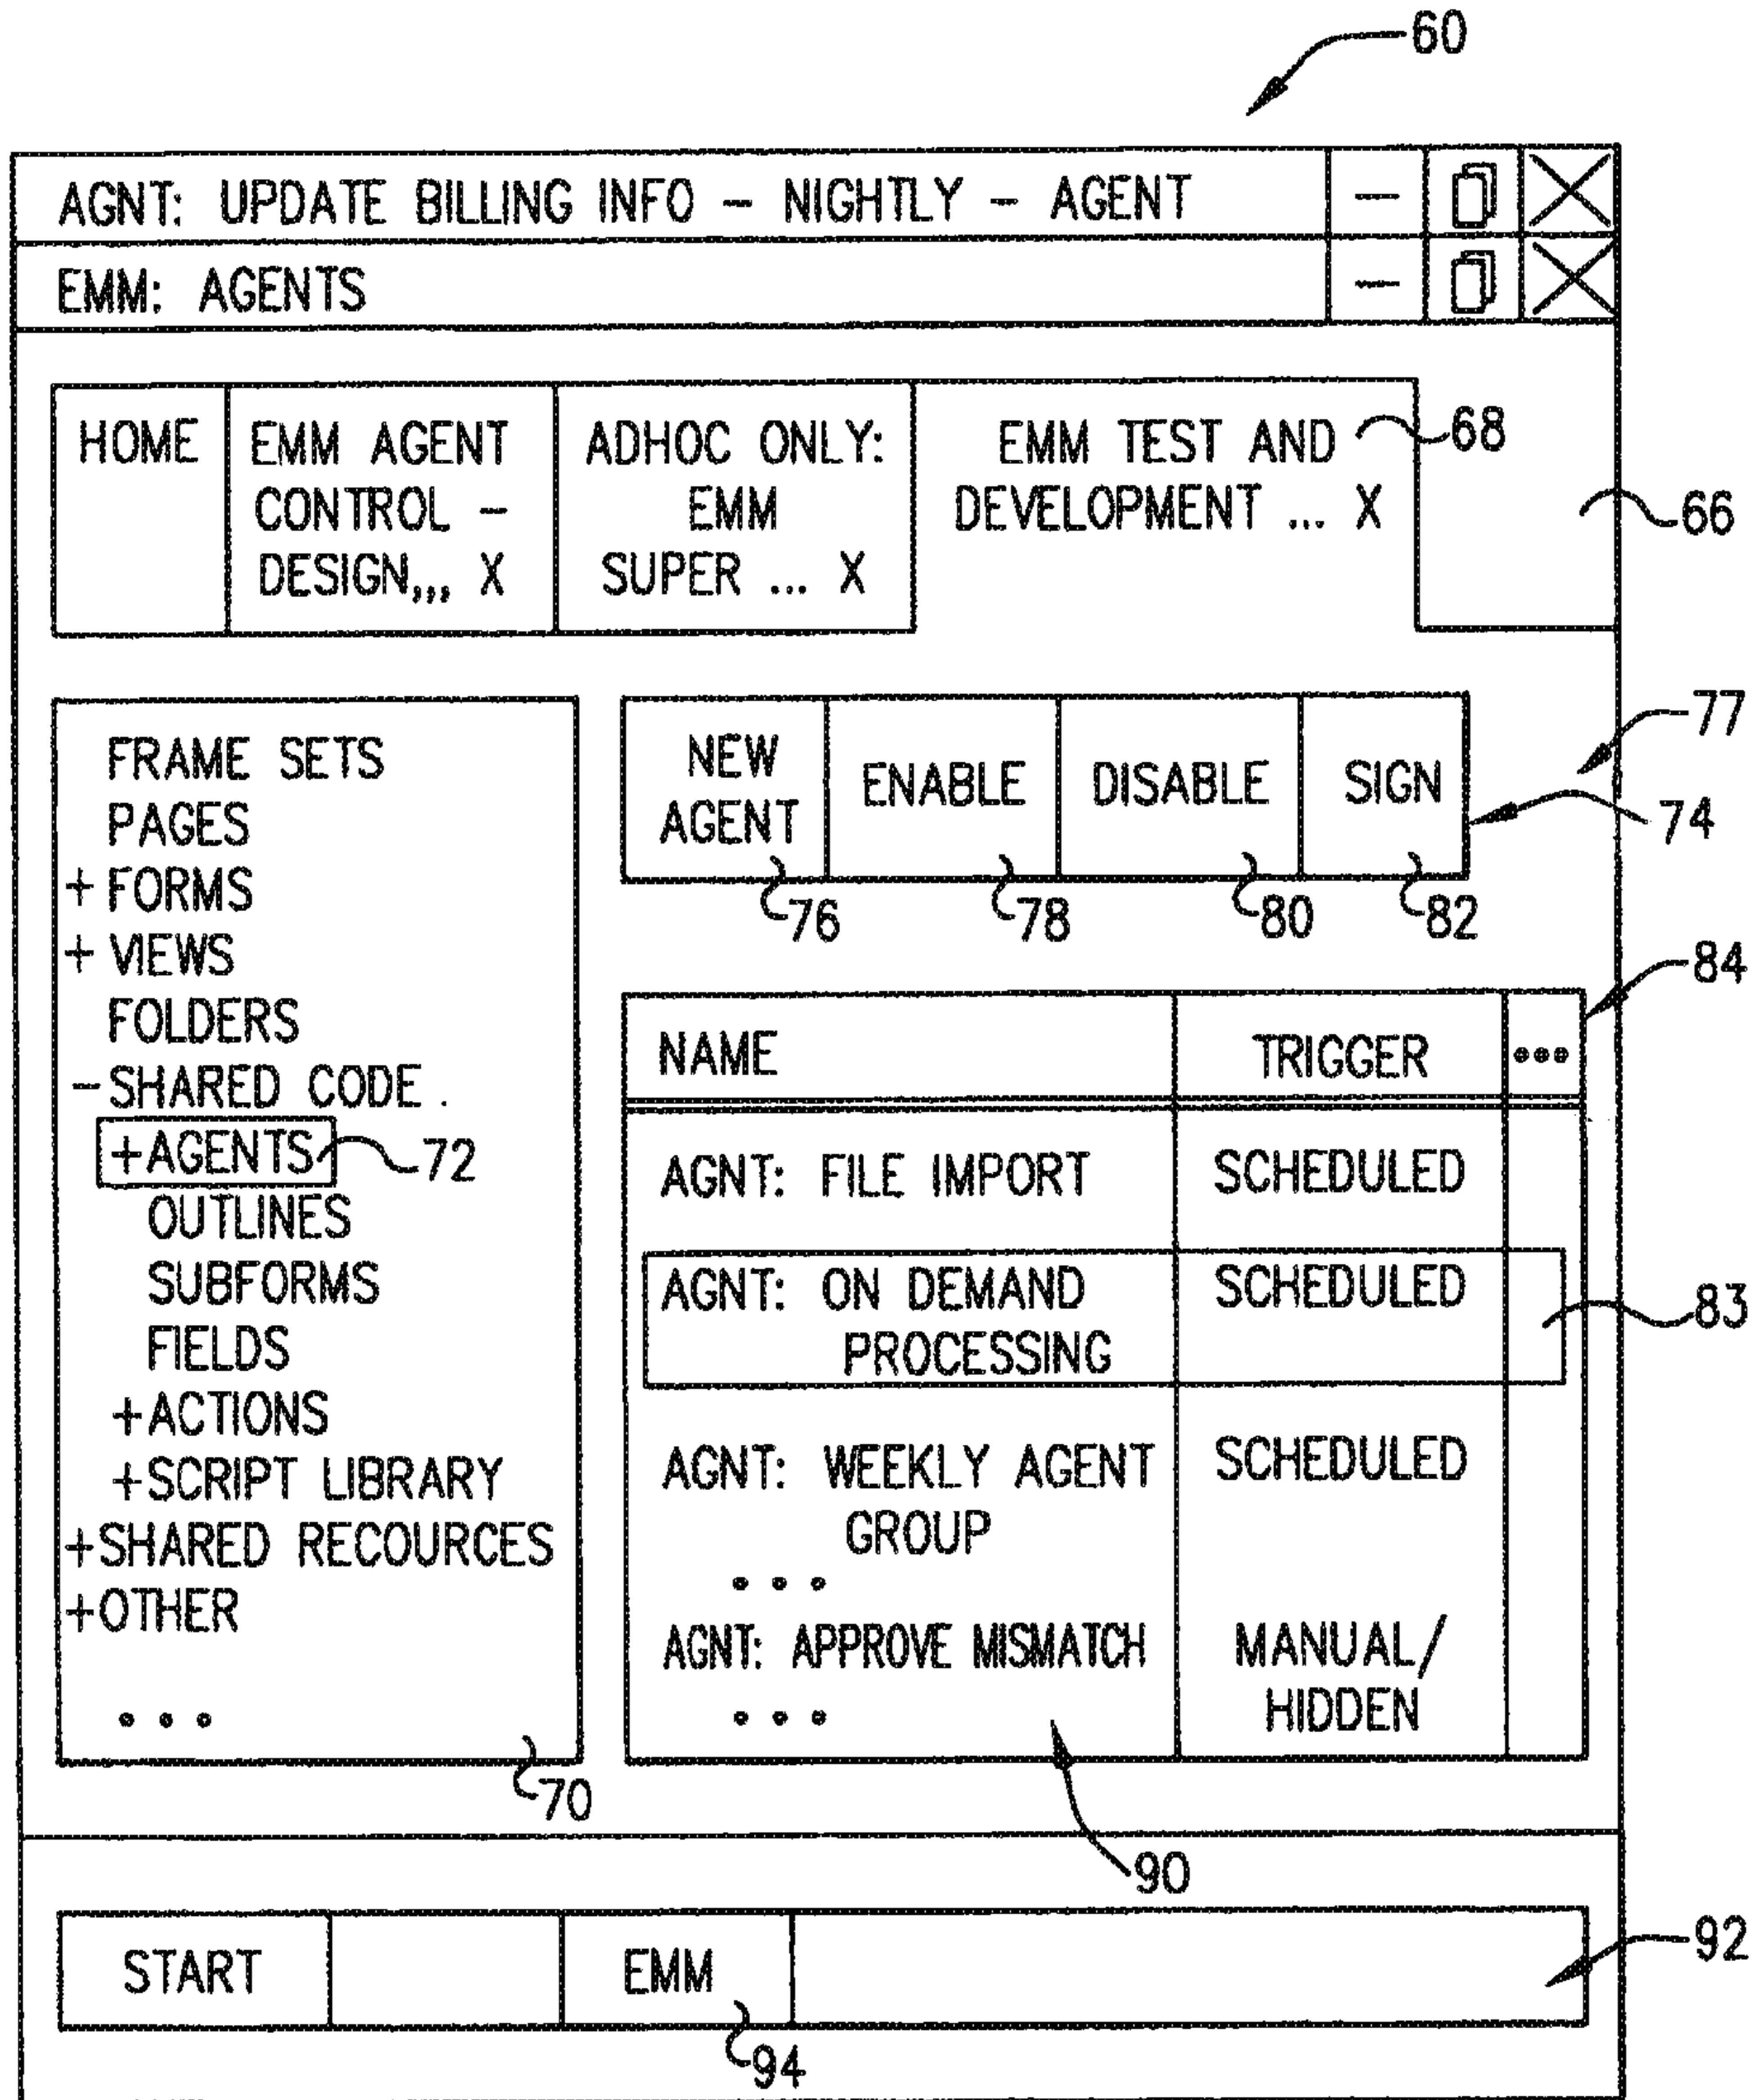 60
AGNT: UPDATE BILLING INFO – NIGHTLY – AGENT
EMM: AGENTS
HOME
EMM AGENT
CONTROL –
DESIGN,,, X
ADHOC ONLY:
EMM
SUPER ... X
EMM TEST AND
DEVELOPMENT ... X
68
66
FRAME SETS
PAGES
+ FORMS
+ VIEWS
FOLDERS
- SHARED CODE .
+AGENTS
72
OUTLINES
SUBFORMS
FIELDS
+ACTIONS
+SCRIPT LIBRARY
+SHARED RECOURCES
+OTHER
...
70
NEW
AGENT
ENABLE
DISABLE
SIGN
77
74
76
78
80
82
84
NAME
TRIGGER
...
AGNT: FILE IMPORT
SCHEDULED
AGNT: ON DEMAND
PROCESSING
SCHEDULED
83
AGNT: WEEKLY AGENT
GROUP
SCHEDULED
...
AGNT: APPROVE MISMATCH
MANUAL/
HIDDEN
...
90
START
EMM
92
94